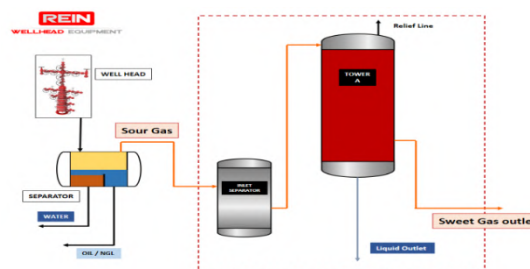 REIN
WELLHEAD EQUIPMENT
Relief Line
WELL HEAD
TOWER
A
Sour Gas
INLET
SEPARATOR
SEPARATOR
WATER
Sweet Gas outle
Liquid Outlet
OIL / NGL